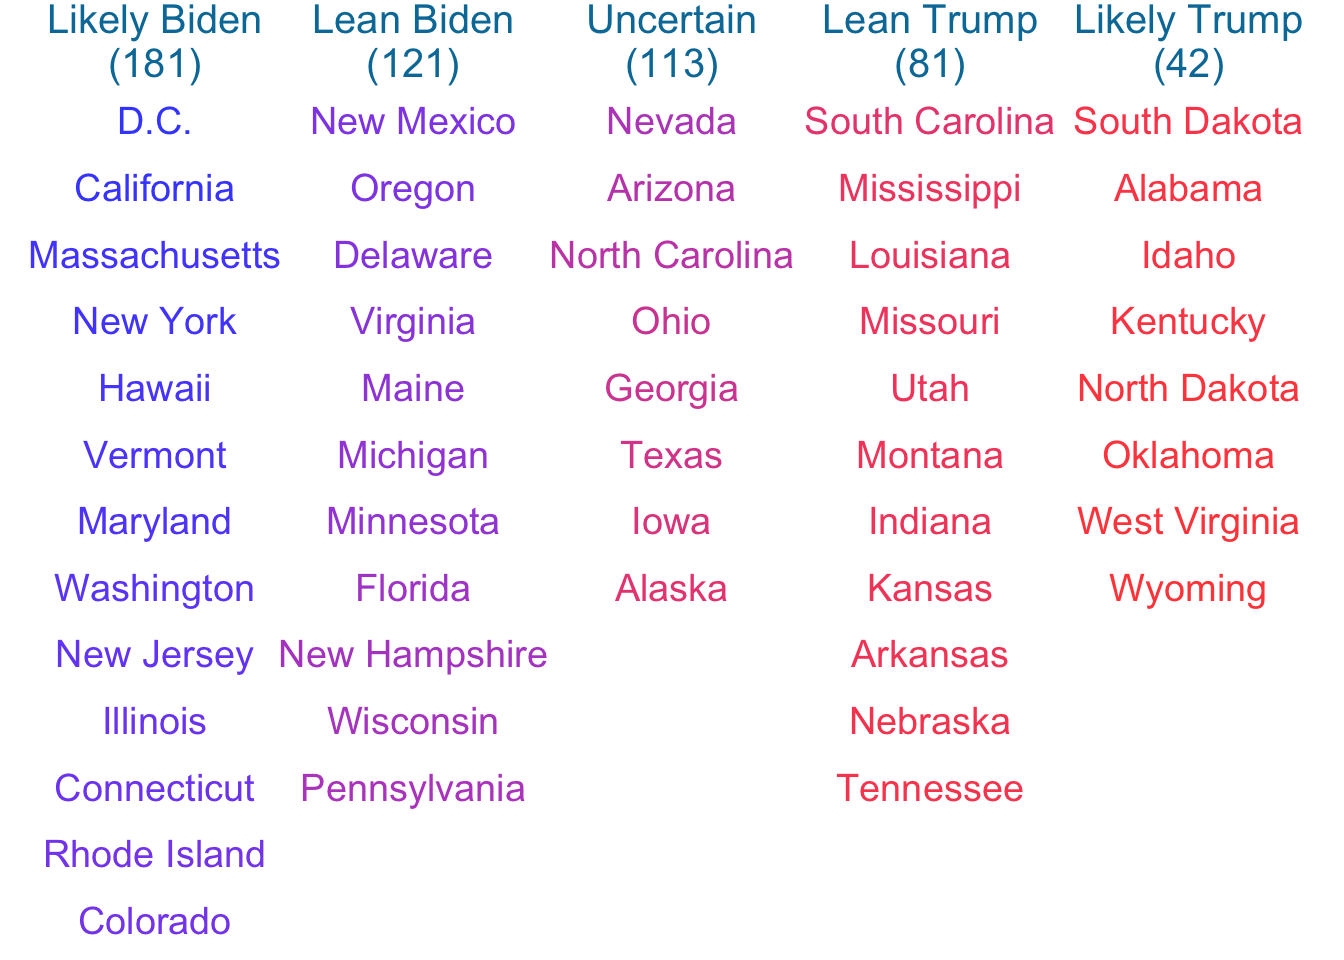 Likely Biden Lean Biden Uncertain Lean Trump Likely Trump
(181) (121) (113) (81) (42)
D.C. New Mexico Nevada South Carolina South Dakota
California Oregon Arizona Mississippi Alabama
Massachusetts Delaware North Carolina Louisiana Idaho
New York Virginia Ohio Missouri Kentucky
Hawaii Maine Georgia Utah North Dakota
Vermont Michigan Texas Montana Oklahoma
Maryland Minnesota Iowa Indiana West Virginia
Washington Florida Alaska Kansas Wyoming
New Jersey New Hampshire Arkansas
Illinois Wisconsin Nebraska
Connecticut Pennsylvania Tennessee
Rhode Island
Colorado